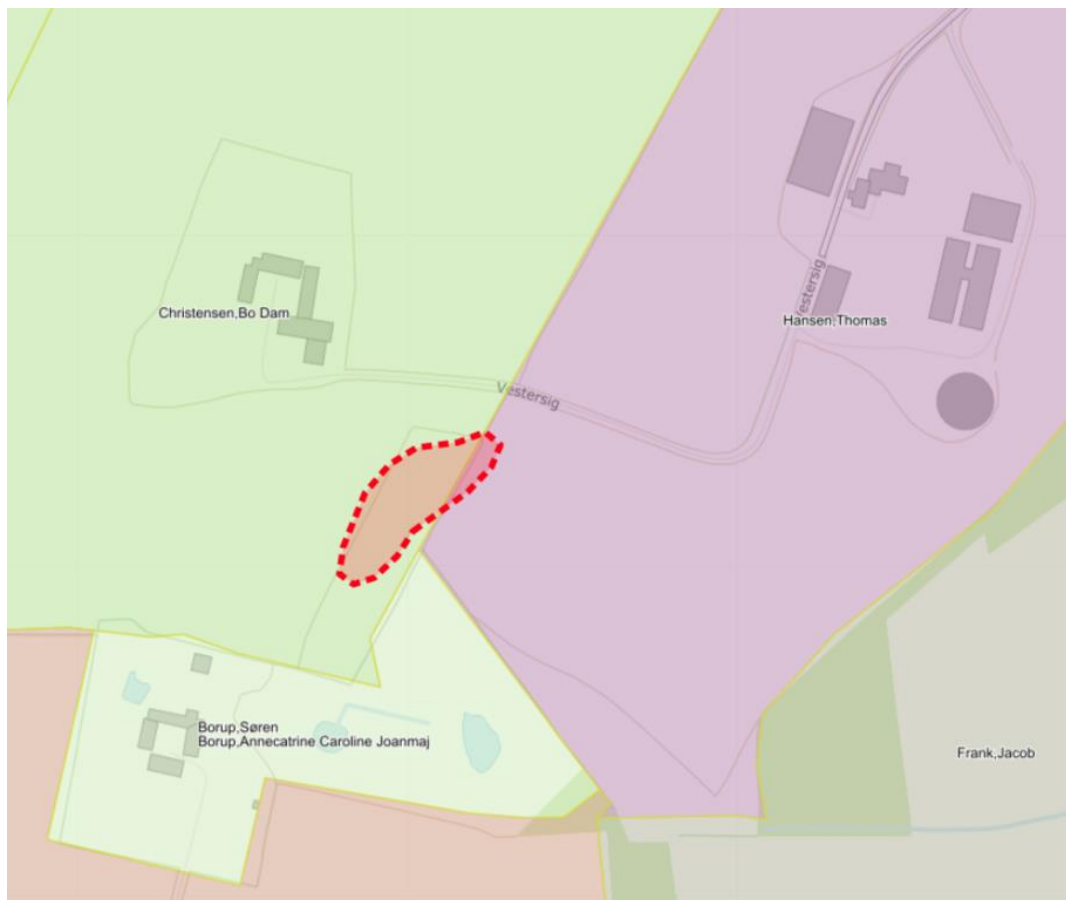 Christensen,Bo Dam
Vestersig
Hansen,Thomas
Vestersig
Borup,Søren
Borup,Annecatrine Caroline Joanmaj
Frank,Jacob